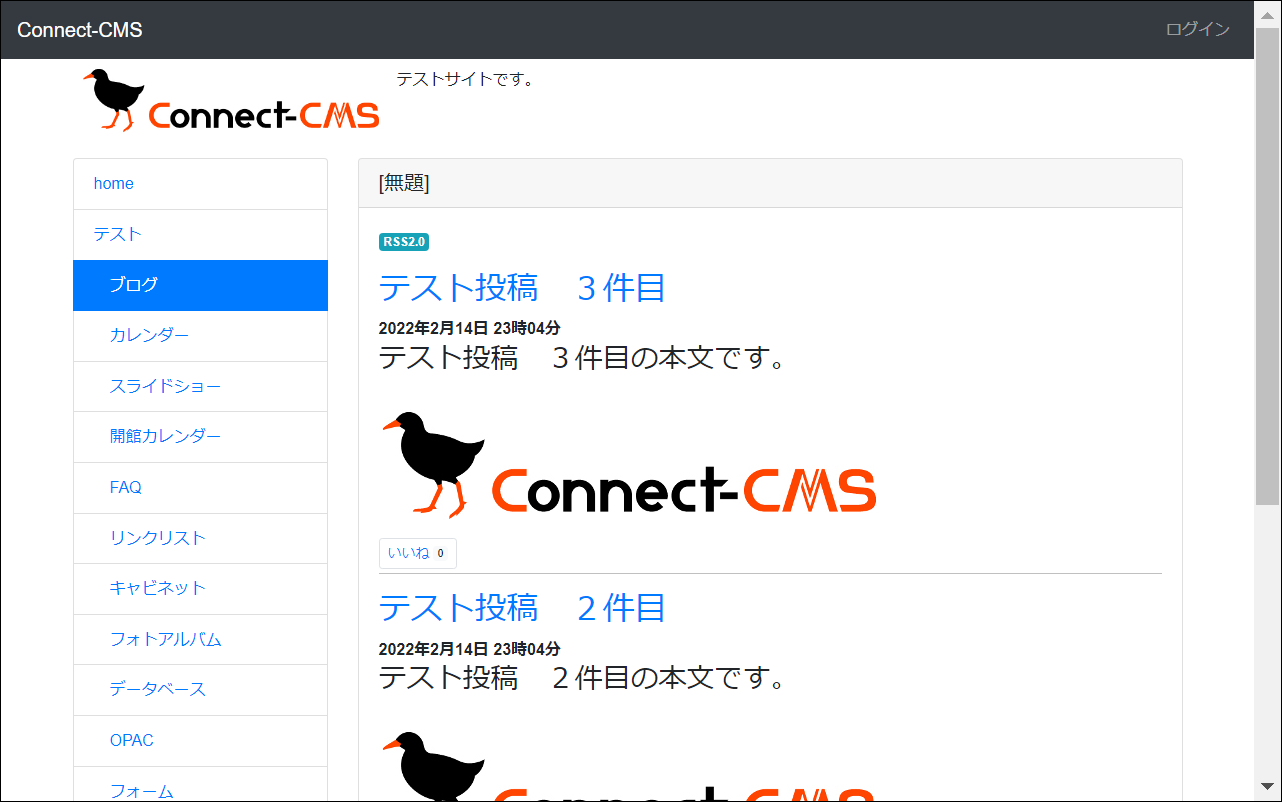 Connect-CMS
ログイン
Connect-CMS
テストサイトです。
home
テスト
ブログ
カレンダー
スライドショー
開館カレンダー
FAQ
リンクリスト
キャビネット
フォトアルバム
データベース
OPAC
フォーム
[無題]
RSS2.0
テスト投稿　３件目
2022年2月14日 23時04分
テスト投稿　３件目の本文です。
Connect-CMS
いいね 0
テスト投稿　２件目
2022年2月14日 23時04分
テスト投稿　２件目の本文です。
Connect-CMS